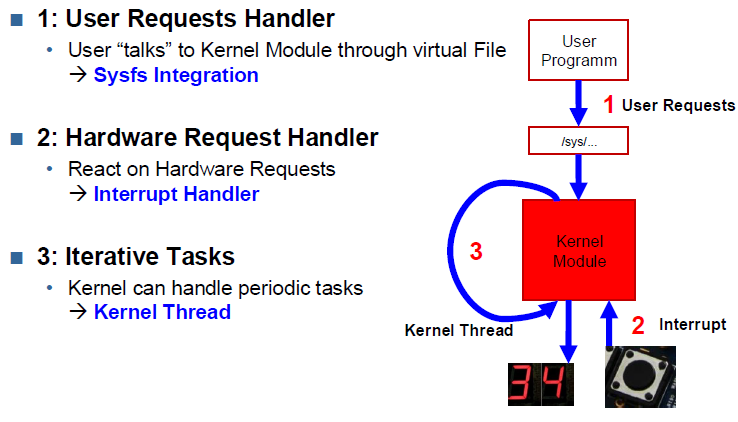 1: User Requests Handler
• User “talks” to Kernel Module through virtual File
→ Sysfs Integration
2: Hardware Request Handler
• React on Hardware Requests
→ Interrupt Handler
3: Iterative Tasks
• Kernel can handle periodic tasks
→ Kernel Thread
User
Programm
1 User Requests
/sys/...
Kernel
Module
3
Kernel Thread
2 Interrupt
34